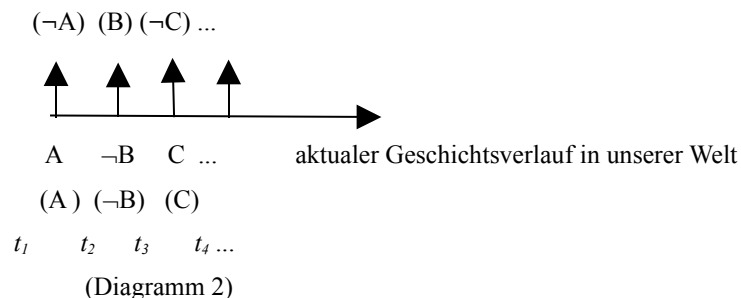 (¬A) (B) (¬C) ...
A ¬B C ... aktualer Geschichtsverlauf in unserer Welt
(A ) (¬B) (C)
t₁ t₂ t₃ t₄ ...
(Diagramm 2)